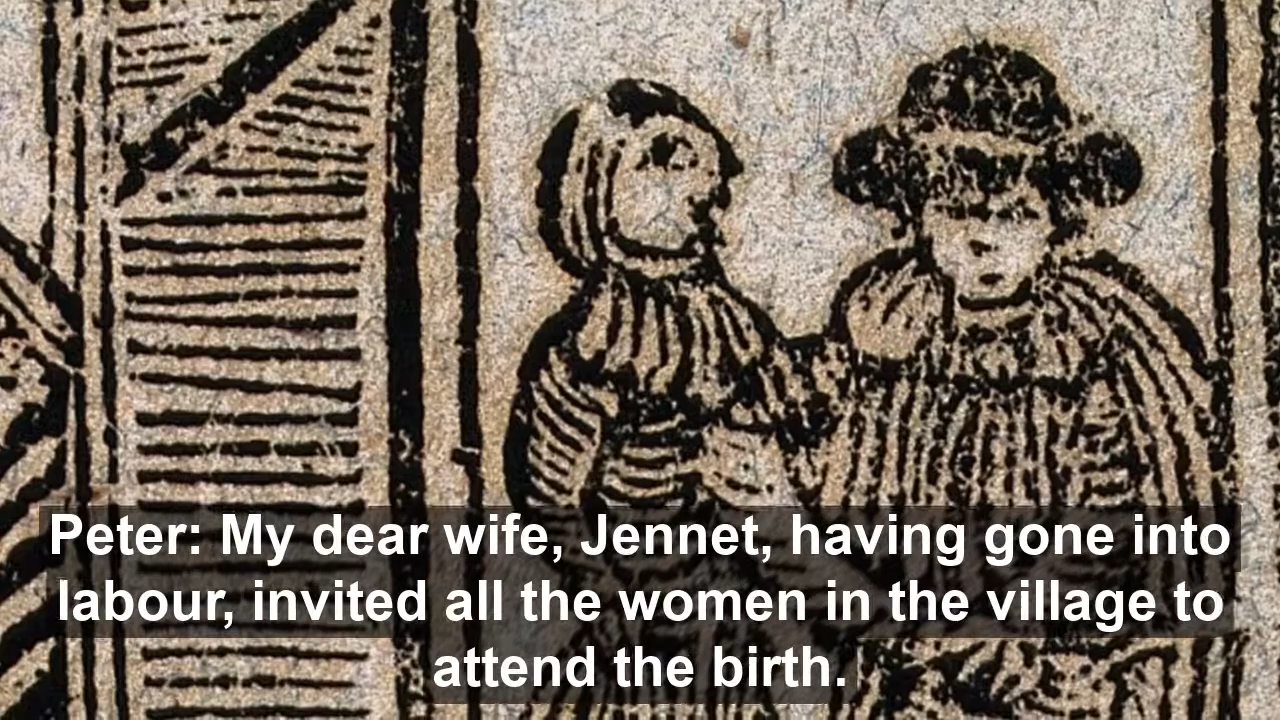 Peter: My dear wife, Jennet, having gone into
labour, invited all the women in the village to
attend the birth.